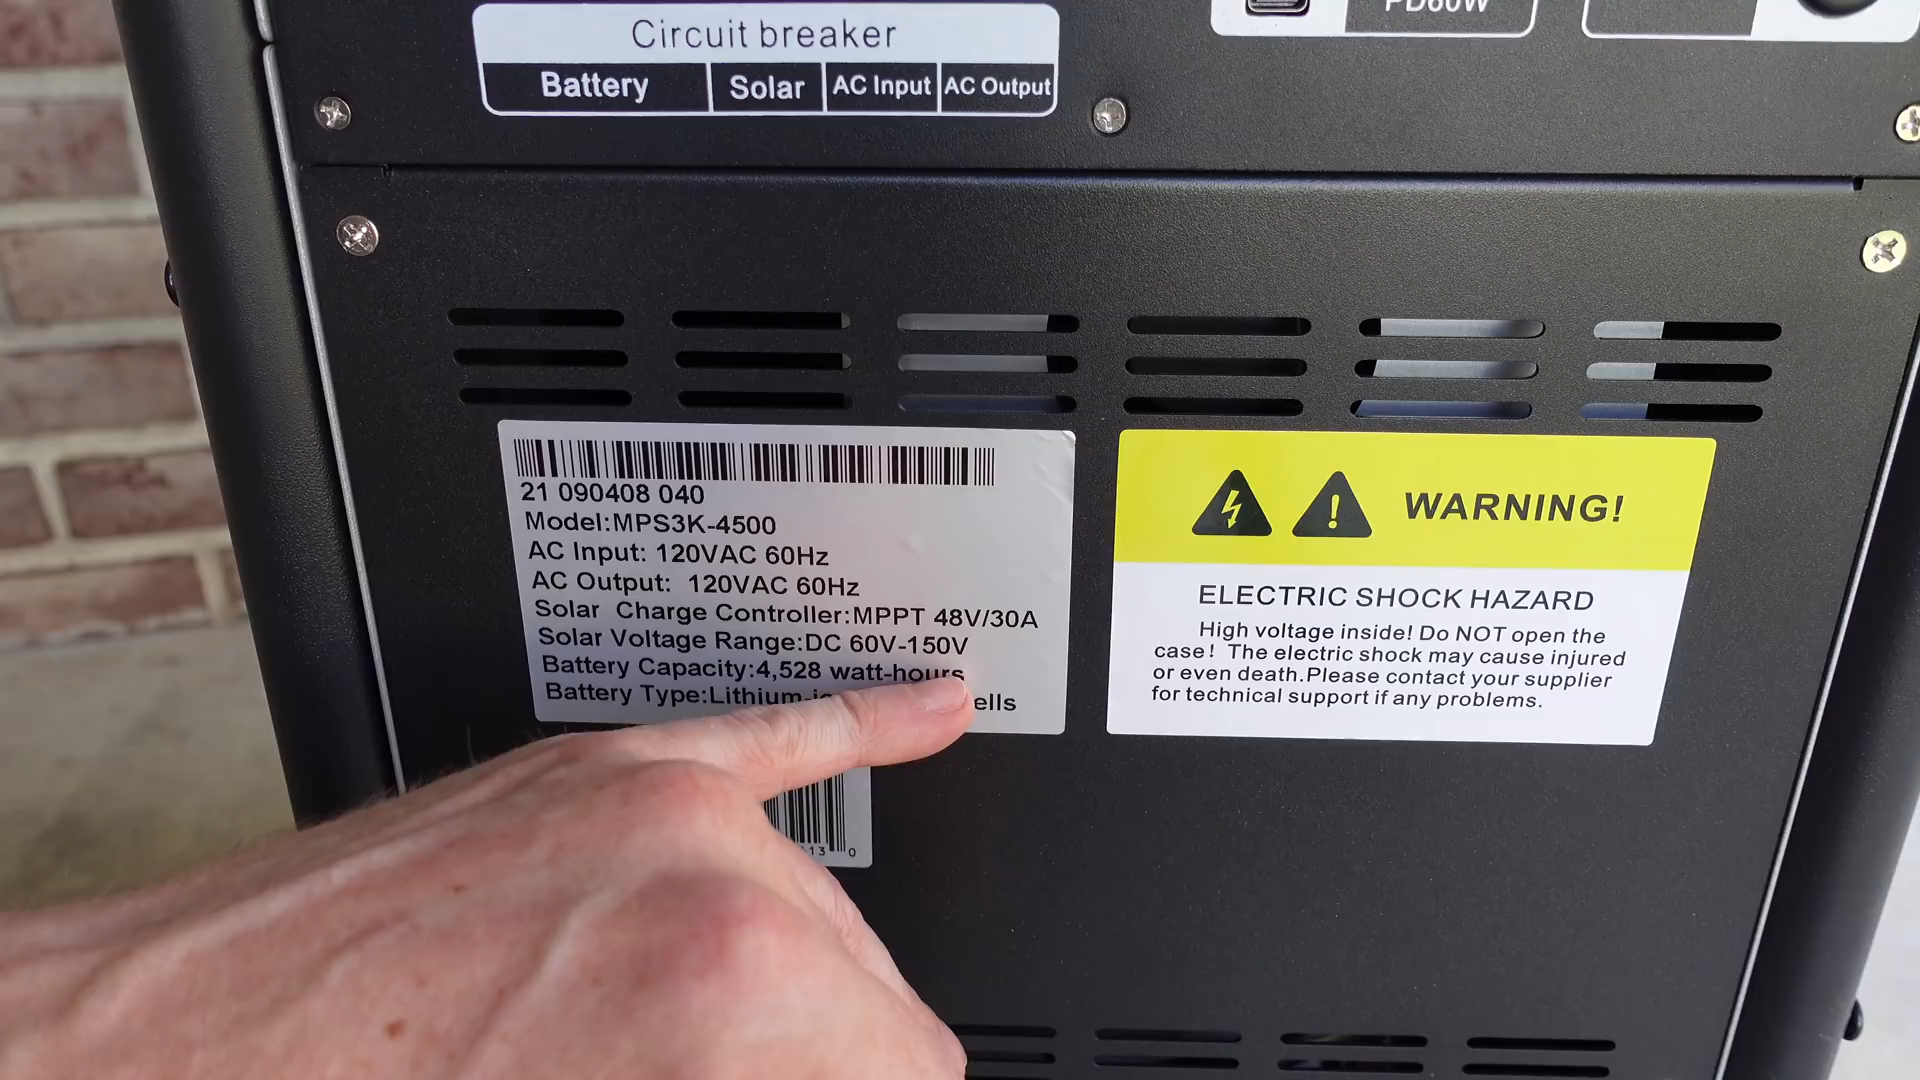 Circuit breaker
Battery Solar AC Input AC Output
PD60W
21 090408 040
Model:MPS3K-4500
AC Input: 120VAC 60Hz
AC Output: 120VAC 60Hz
Solar Charge Controller:MPPT 48V/30A
Solar Voltage Range:DC 60V-150V
Battery Capacity:4,528 watt-hours
Battery Type:Lithium-
WARNING!
ELECTRIC SHOCK HAZARD
High voltage inside! Do NOT open the
case! The electric shock may cause injured
or even death.Please contact your supplier
for technical support if any problems.
13 0